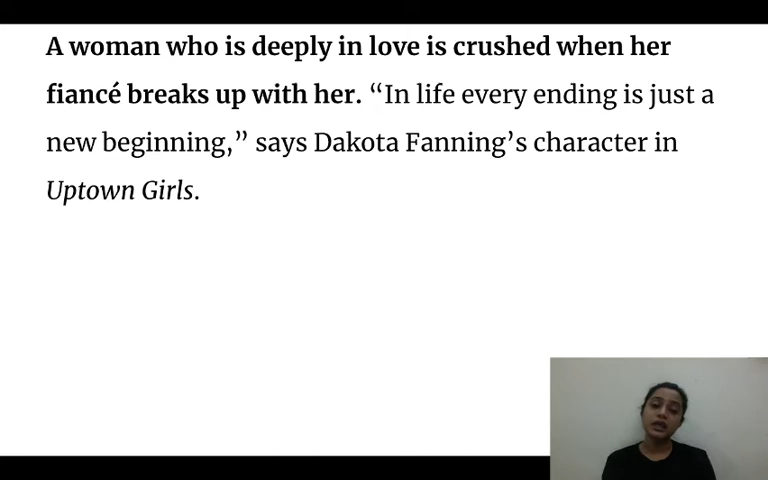 A woman who is deeply in love is crushed when her
fiancé breaks up with her. “In life every ending is just a
new beginning,” says Dakota Fanning’s character in
Uptown Girls.